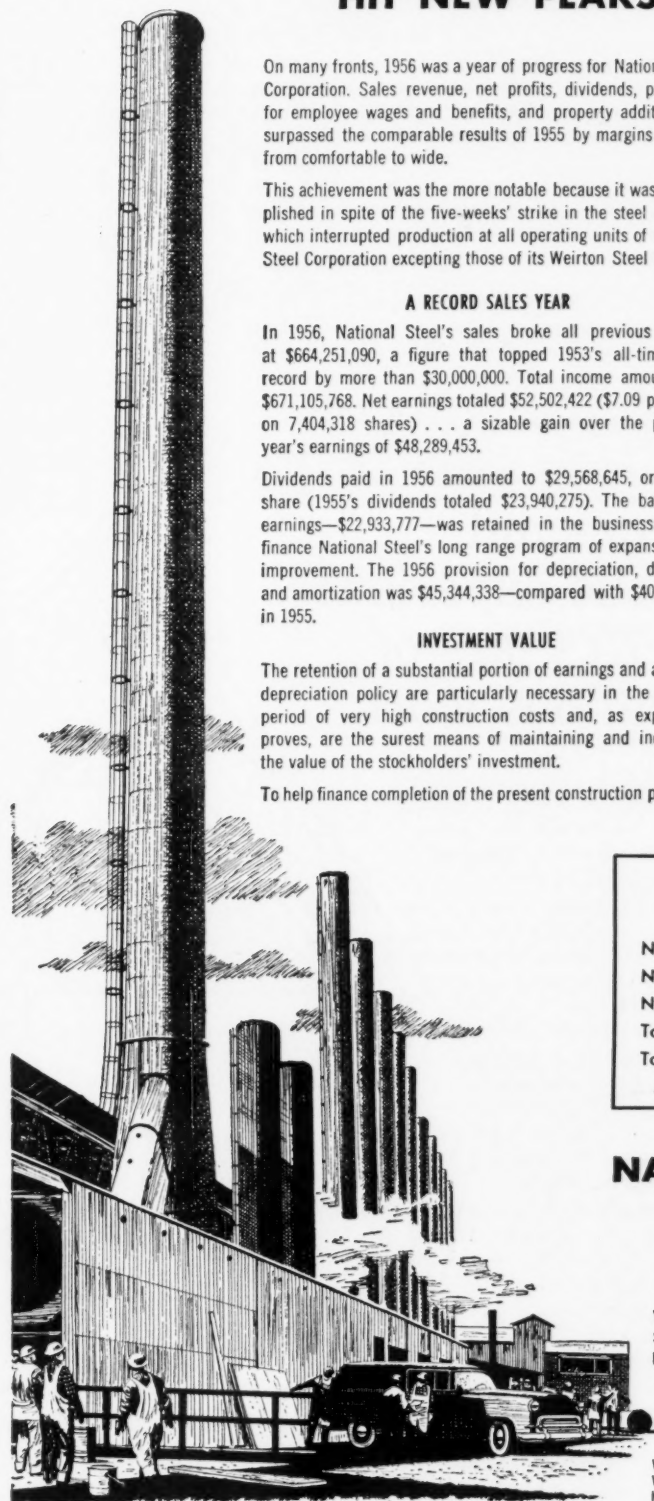 HIT NEW PEAKS
On many fronts, 1956 was a year of progress for Nation
Corporation. Sales revenue, net profits, dividends, p
for employee wages and benefits, and property addit
surpassed the comparable results of 1955 by margins
from comfortable to wide.
This achievement was the more notable because it was
plished in spite of the five-weeks' strike in the steel
which interrupted production at all operating units of
Steel Corporation excepting those of its Weirton Steel
A RECORD SALES YEAR
In 1956, National Steel's sales broke all previous
at $664,251,090, a figure that topped 1953's all-tim
record by more than $30,000,000. Total income amou
$671,105,768. Net earnings totaled $52,502,422 ($7.09 p
on 7,404,318 shares) . . . a sizable gain over the p
year's earnings of $48,289,453.
Dividends paid in 1956 amounted to $29,568,645, or
share (1955's dividends totaled $23,940,275). The ba
earnings—$22,933,777—was retained in the business
finance National Steel's long range program of expans
improvement. The 1956 provision for depreciation, d
and amortization was $45,344,338—compared with $40
in 1955.
INVESTMENT VALUE
The retention of a substantial portion of earnings and a
depreciation policy are particularly necessary in the
period of very high construction costs and, as exp
proves, are the surest means of maintaining and inc
the value of the stockholders' investment.
To help finance completion of the present construction p
N
N
N
To
To
NA